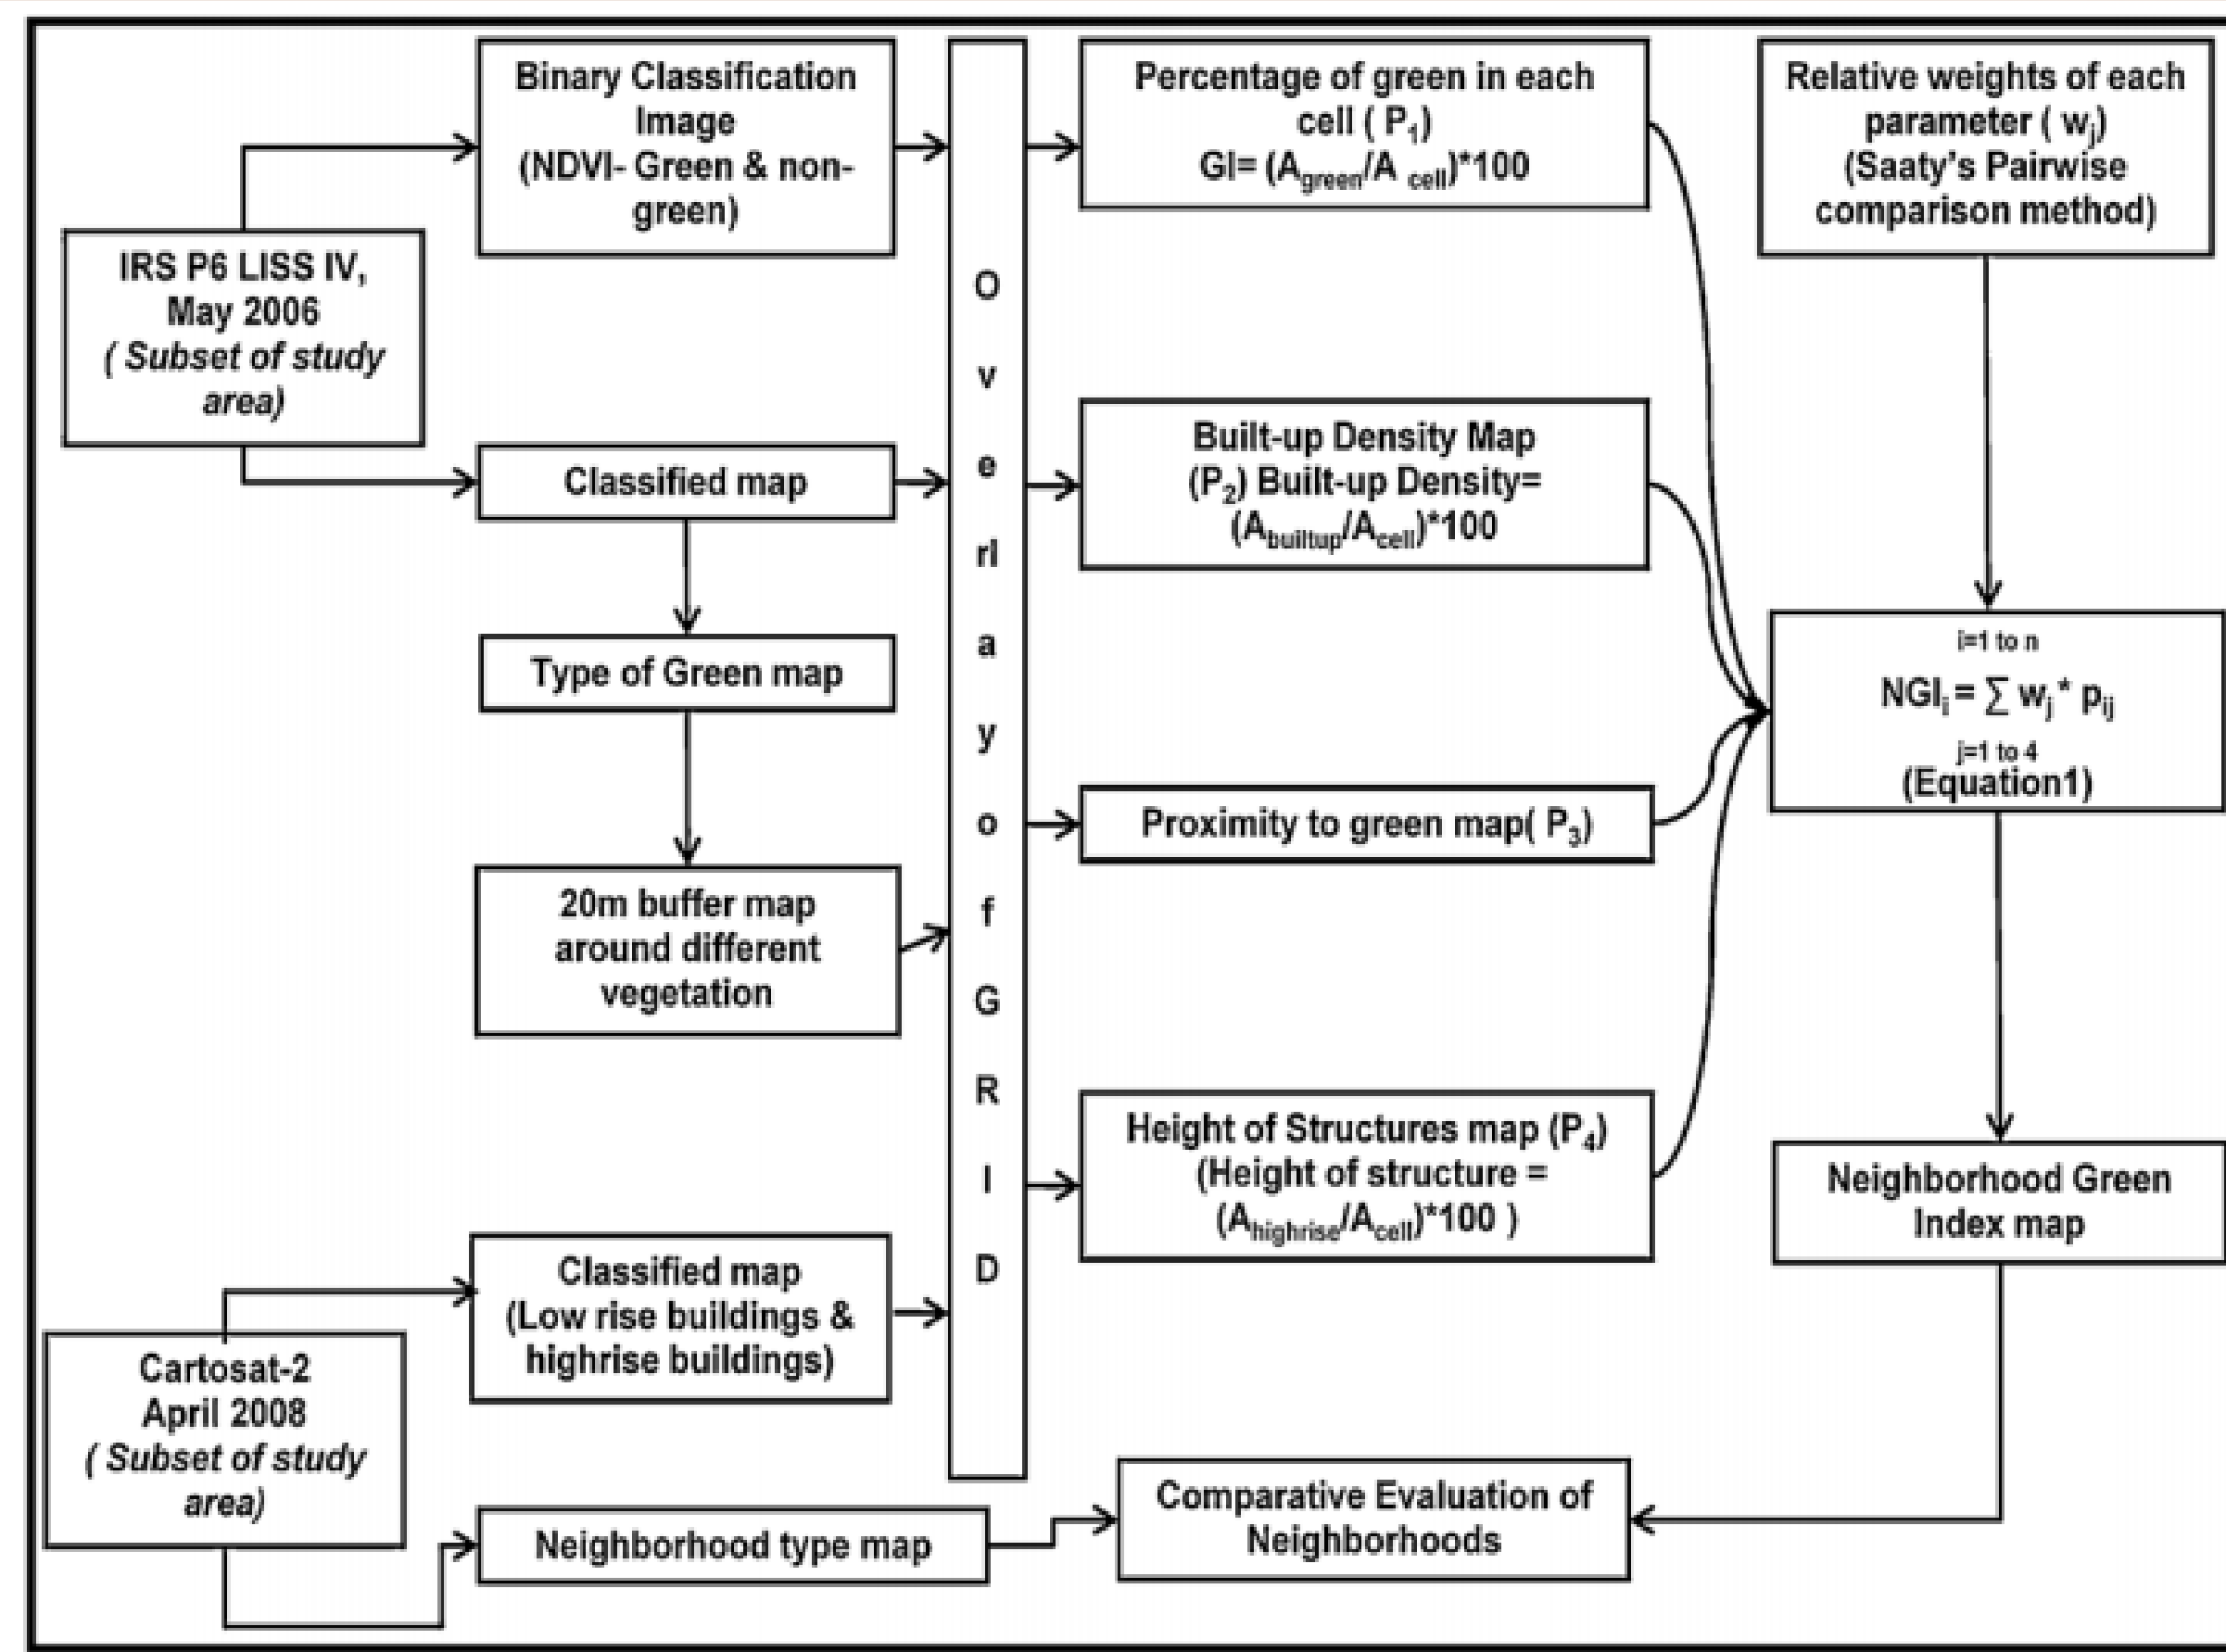 Binary Classification
Image
(NDVI- Green & non-
green)
IRS P6 LISS IV,
May 2006
( Subset of study
area)
Classified map
Type of Green map
20m buffer map
around different
vegetation
Classified map
(Low rise buildings &
highrise buildings)
Cartosat-2
April 2008
( Subset of study
area)
Neighborhood type map
O
v
e
rl
a
y
o
f
G
R
I
D
Percentage of green in each
cell ( P1)
GI= (Agreen/A cell)*100
Built-up Density Map
(P2) Built-up Density=
(Abuiltup/Acell)*100
Proximity to green map( P3)
Height of Structures map (P4)
(Height of structure =
(Ahighrise/Acell)*100 )
Comparative Evaluation of
Neighborhoods
Relative weights of each
parameter ( wj)
(Saaty's Pairwise
comparison method)
i=1 to n
NGIi = ∑ wj * pij
j=1 to 4
(Equation1)
Neighborhood Green
Index map